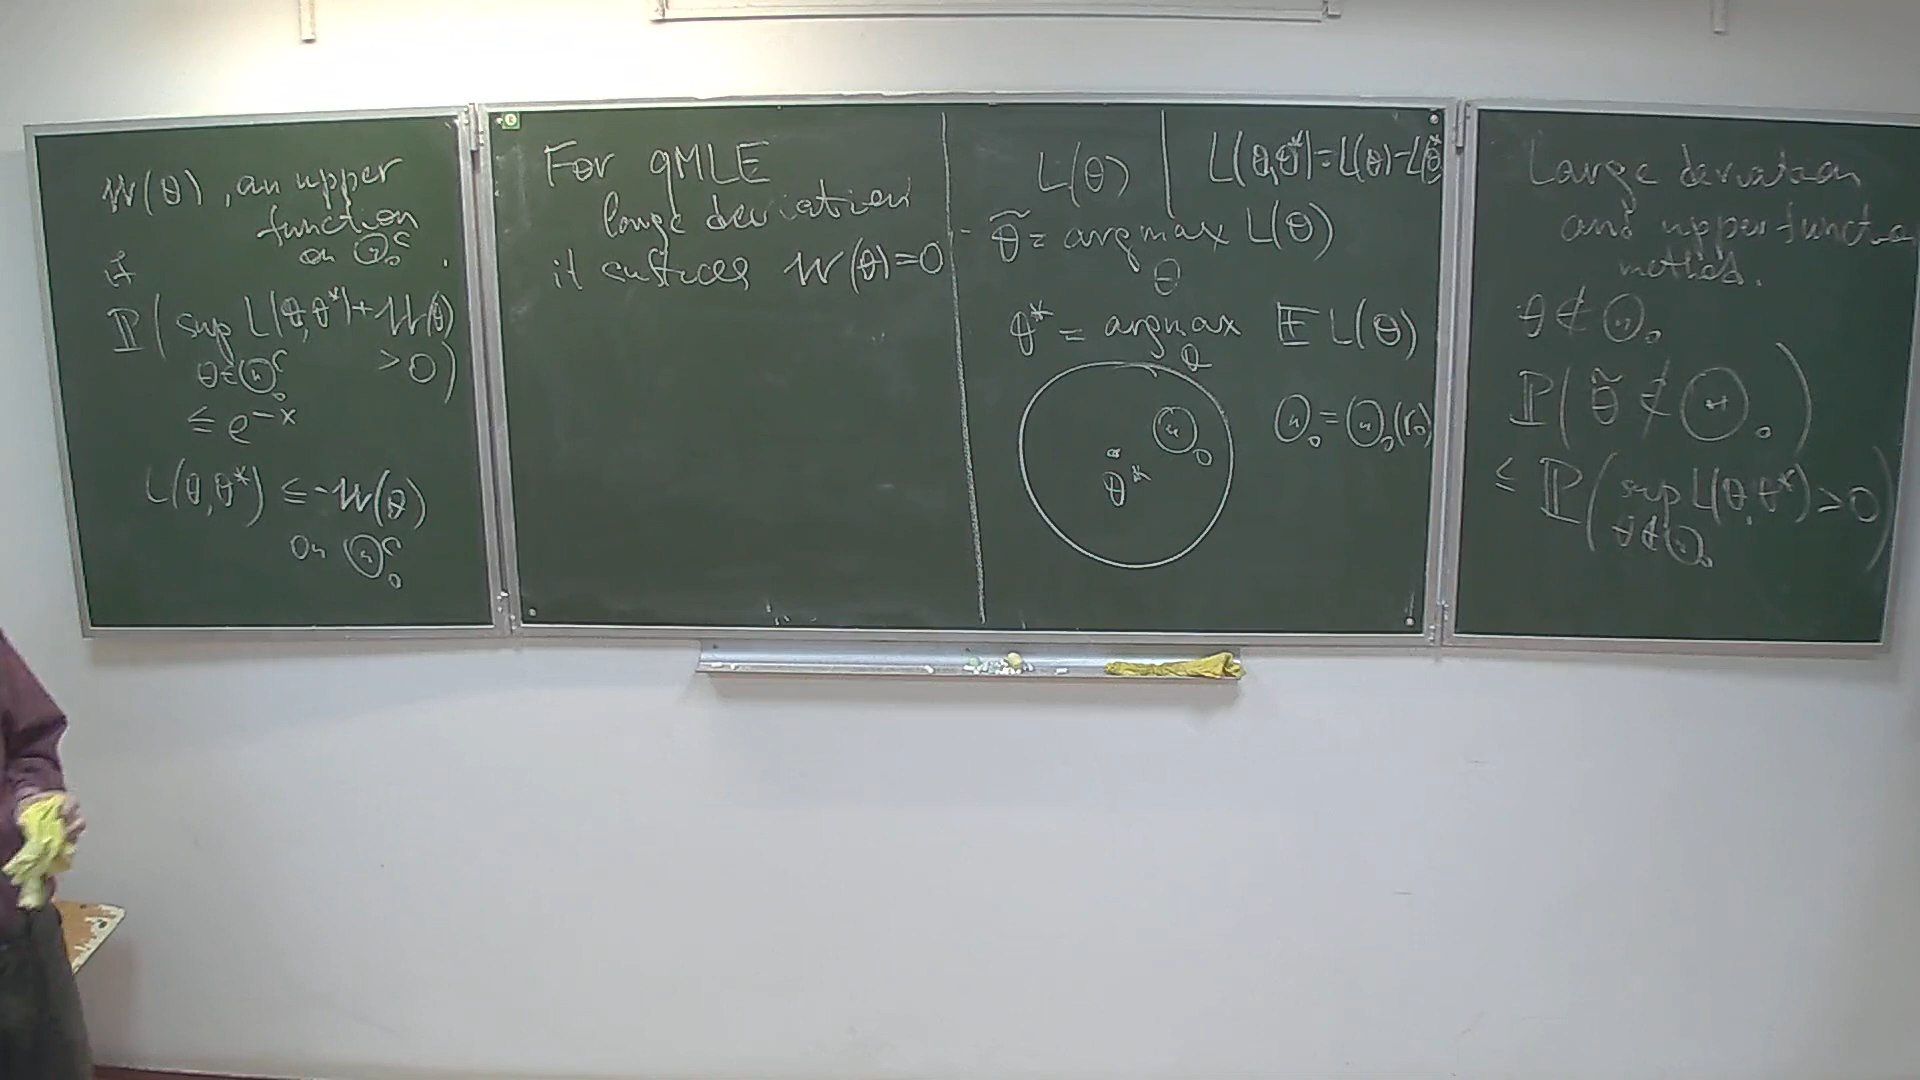 W(θ), an upper
function
on Θ₀ᶜ
if
ℙ( sup L(θ,θ*)+W(θ)
θ∈Θ₀ᶜ > 0)
≤ e^{-x}
L(θ,θ*) ≤ -W(θ)
on Θ₀ᶜ
For qMLE
large deviation
it suffices W(θ)=0
L(θ) | L(θ,θ*)=L(θ)-L(θ*)
θ̃ = argmax L(θ)
θ
θ* = argmax 𝔼 L(θ)
θ
Θ₀
Θ₀=Θ₀(r₀)
θ*
Large deviation
and upper function
method.
θ∉Θ₀
ℙ( θ̃ ∉ Θ₀ )
≤ ℙ( sup L(θ,θ*) > 0 )
θ∉Θ₀